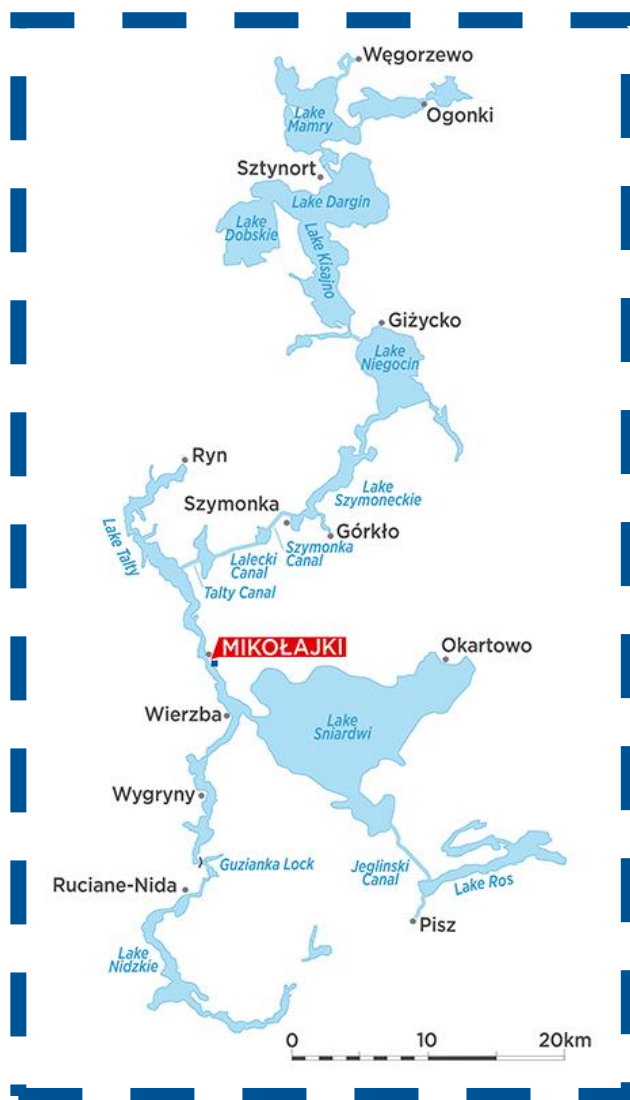 Węgorzewo
Lake
Mamry
Ogonki
Sztynort
Lake Dargin
Lake
Dobskie
Lake Kisajno
Giżycko
Lake
Niegocin
Ryn
Lake
Szymoneckie
Szymonka
Górkło
Lake Talty
Szymonka
Canal
Lalecki
Canal
Talty Canal
MIKOŁAJKI
Okartowo
Wierzba
Lake
Sniardwi
Wygryny
Guzianka Lock
Jeglinski
Canal
Lake Ros
Ruciane-Nida
Pisz
Lake
Nidzkie
0 10 20km